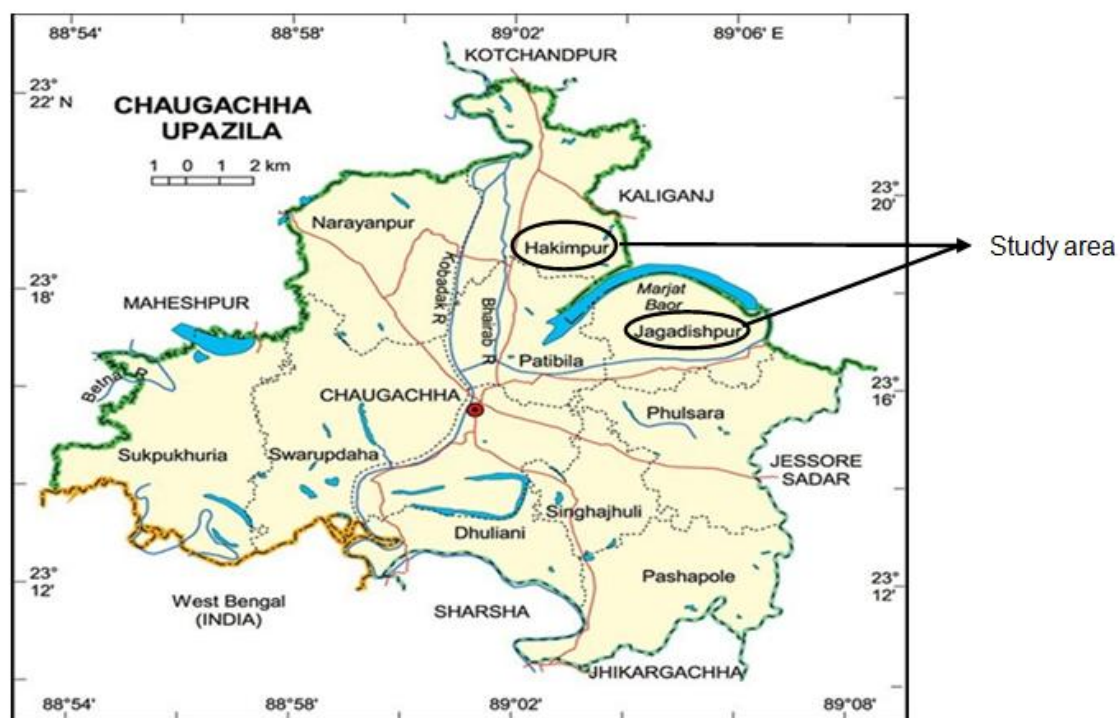 88°54'
88°58'
89°02'
89°06' E
KOTCHANDPUR
23°
22' N
CHAUGACHHA
UPAZILA
1 0 1 2 km
KALIGANJ
23°
20'
Narayanpur
Hakimpur
Study area
Kobadak R
Bhairab R
23°
18'
MAHESHPUR
Marjat
Baor
Jagadishpur
Patibila
Betna R
CHAUGACHHA
23°
16'
Phulsara
Sukpukhuria
Swarupdaha
JESSORE
SADAR
Singhajhuli
Dhuliani
23°
12'
Pashapole
23°
12'
West Bengal
(INDIA)
SHARSHA
JHIKARGACHHA
88°54'
88°58'
89°02'
89°08'